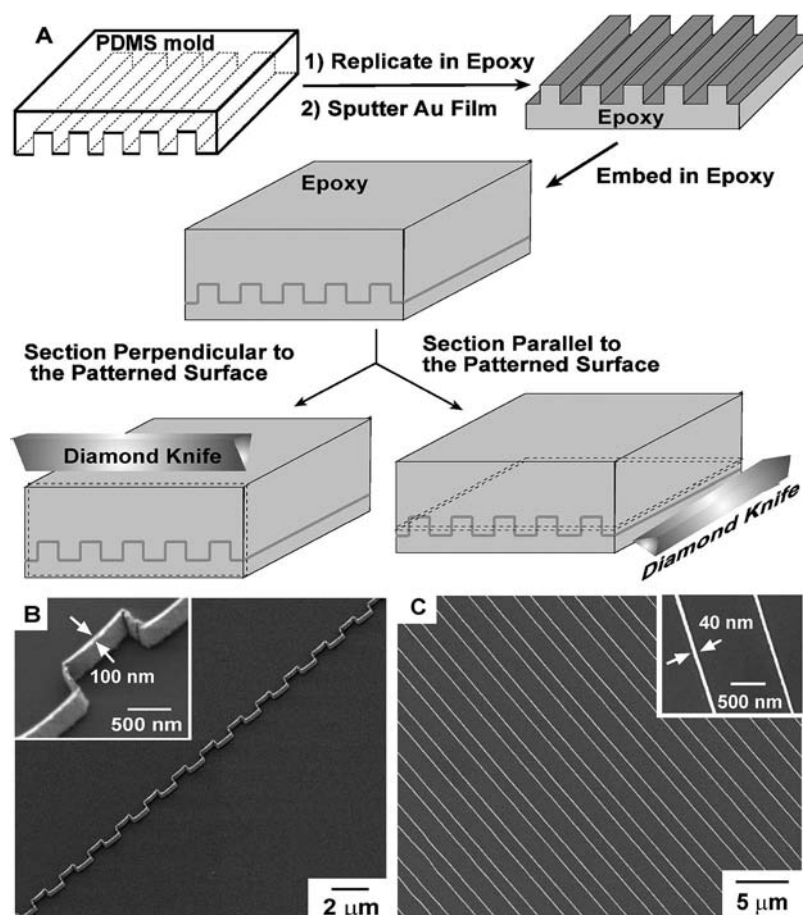 A
PDMS mold
1) Replicate in Epoxy
2) Sputter Au Film
Epoxy
Embed in Epoxy
Epoxy
Section Perpendicular to
the Patterned Surface
Section Parallel to
the Patterned Surface
Diamond Knife
Diamond Knife
B
100 nm
500 nm
2 μm
C
40 nm
500 nm
5 μm